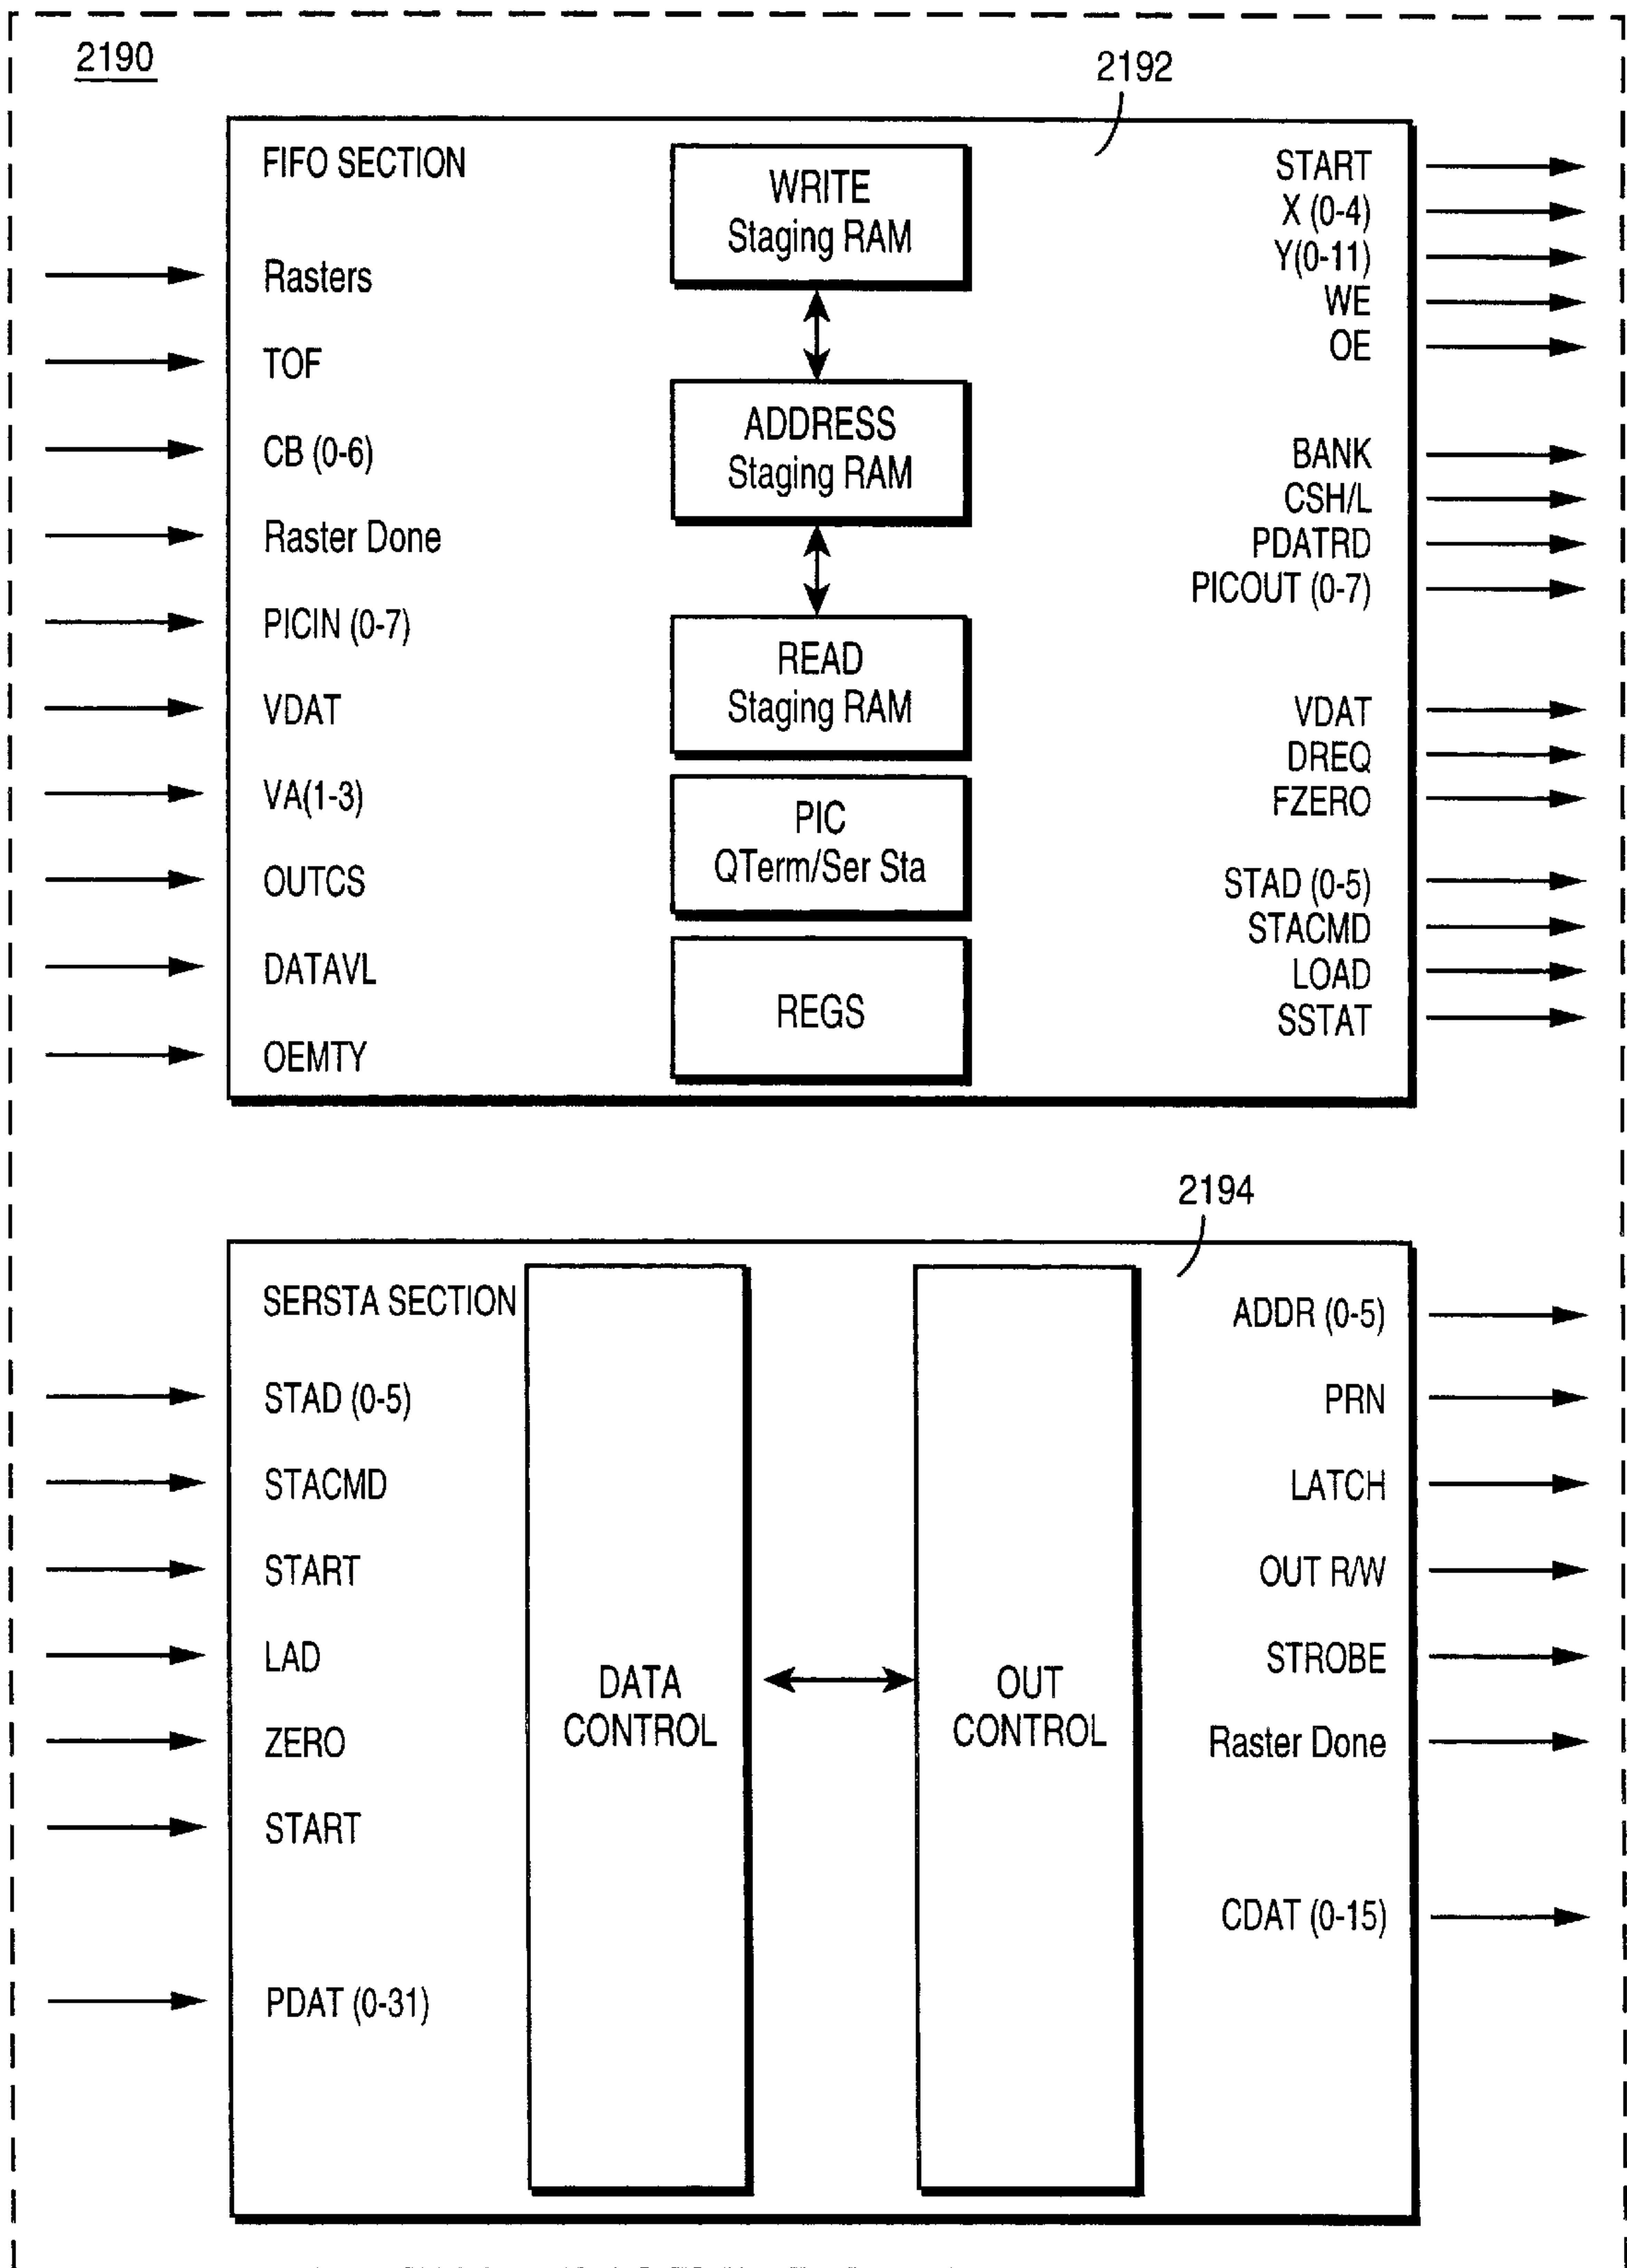 2190
2192
FIFO SECTION
Rasters
TOF
CB (0-6)
Raster Done
PICIN (0-7)
VDAT
VA(1-3)
OUTCS
DATAVL
OEMTY
WRITE
Staging RAM
ADDRESS
Staging RAM
READ
Staging RAM
PIC
QTerm/Ser Sta
REGS
START
X (0-4)
Y(0-11)
WE
OE
BANK
CSH/L
PDATRD
PICOUT (0-7)
VDAT
DREQ
FZERO
STAD (0-5)
STACMD
LOAD
SSTAT
2194
SERSTA SECTION
STAD (0-5)
STACMD
START
LAD
ZERO
START
PDAT (0-31)
DATA
CONTROL
OUT
CONTROL
ADDR (0-5)
PRN
LATCH
OUT R/W
STROBE
Raster Done
CDAT (0-15)